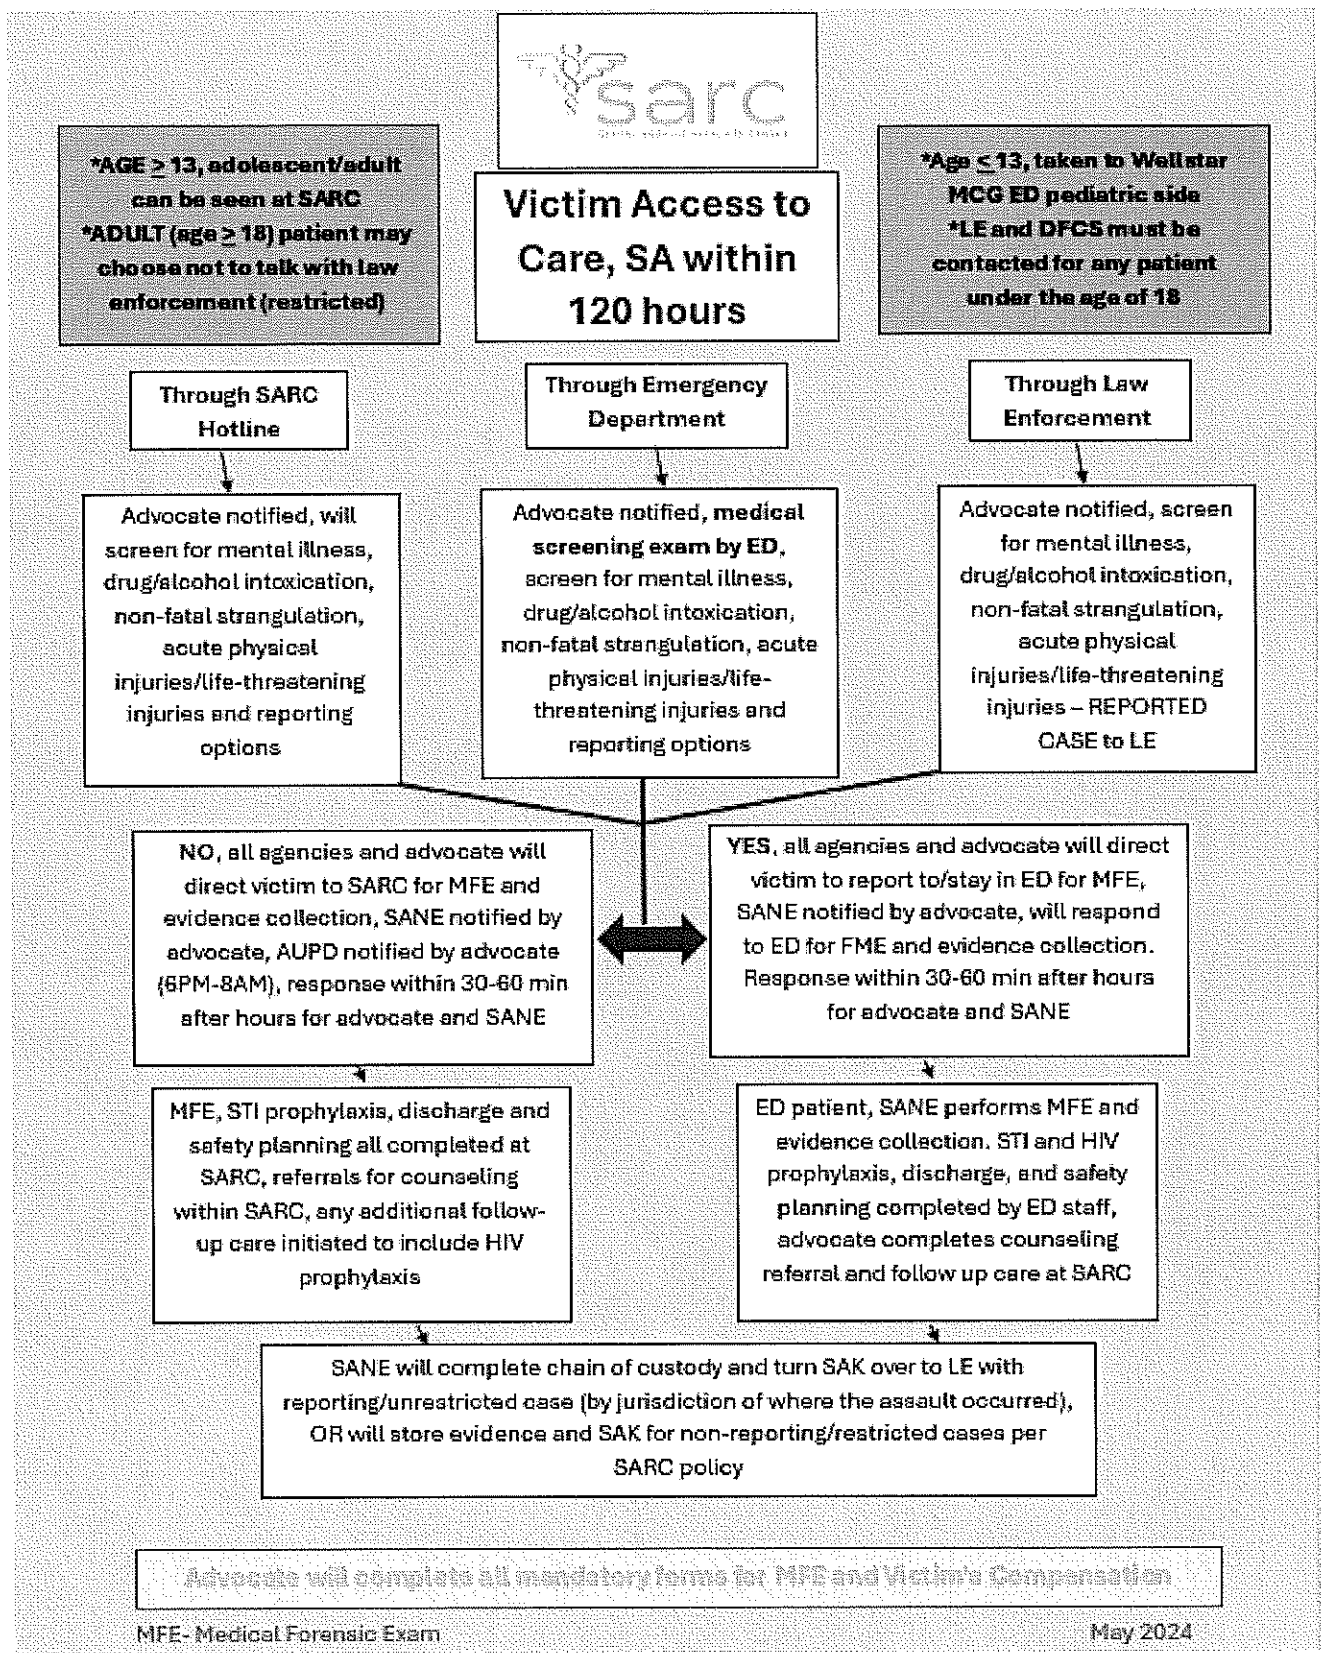 sarc
*AGE ≥ 13, adolescent/adult
can be seen at SARC
*ADULT (age ≥ 18) patient may
choose not to talk with law
enforcement (restricted)
Victim Access to
Care, SA within
120 hours
*Age ≤ 13, taken to Wellstar
MCG ED pediatric side
*LE and DFCS must be
contacted for any patient
under the age of 18
Through SARC
Hotline
Through Emergency
Department
Through Law
Enforcement
Advocate notified, will
screen for mental illness,
drug/alcohol intoxication,
non-fatal strangulation,
acute physical
injuries/life-threatening
injuries and reporting
options
Advocate notified, medical
screening exam by ED,
screen for mental illness,
drug/alcohol intoxication,
non-fatal strangulation, acute
physical injuries/life-
threatening injuries and
reporting options
Advocate notified, screen
for mental illness,
drug/alcohol intoxication,
non-fatal strangulation,
acute physical
injuries/life-threatening
injuries – REPORTED
CASE to LE
NO, all agencies and advocate will
direct victim to SARC for MFE and
evidence collection, SANE notified by
advocate, AUPD notified by advocate
(6PM-8AM), response within 30-60 min
after hours for advocate and SANE
YES, all agencies and advocate will direct
victim to report to/stay in ED for MFE,
SANE notified by advocate, will respond
to ED for FME and evidence collection.
Response within 30-60 min after hours
for advocate and SANE
MFE, STI prophylaxis, discharge and
safety planning all completed at
SARC, referrals for counseling
within SARC, any additional follow-
up care initiated to include HIV
prophylaxis
ED patient, SANE performs MFE and
evidence collection. STI and HIV
prophylaxis, discharge, and safety
planning completed by ED staff,
advocate completes counseling
referral and follow up care at SARC
SANE will complete chain of custody and turn SAK over to LE with
reporting/unrestricted case (by jurisdiction of where the assault occurred),
OR will store evidence and SAK for non-reporting/restricted cases per
SARC policy
Advocate will complete all mandatory forms for MFE and Victim's Compensation
MFE- Medical Forensic Exam
May 2024